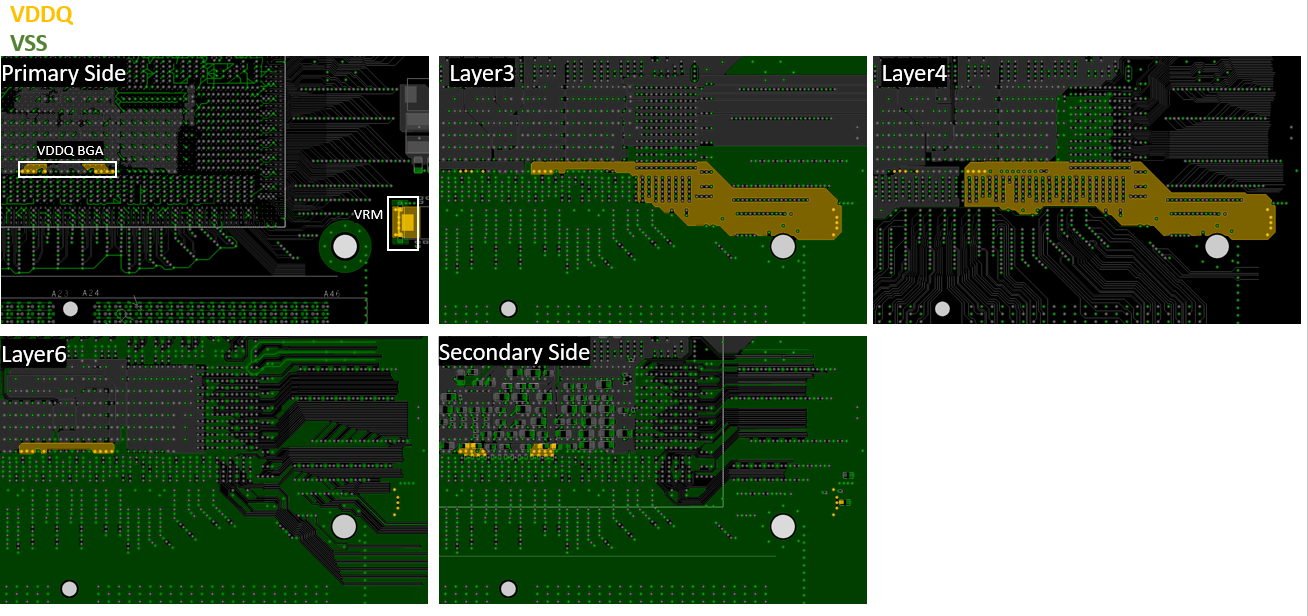 VDDQ
VSS
Primary Side
Layer3
Layer4
VDDQ BGA
VRM
A23 A24
A46
Layer6
Secondary Side